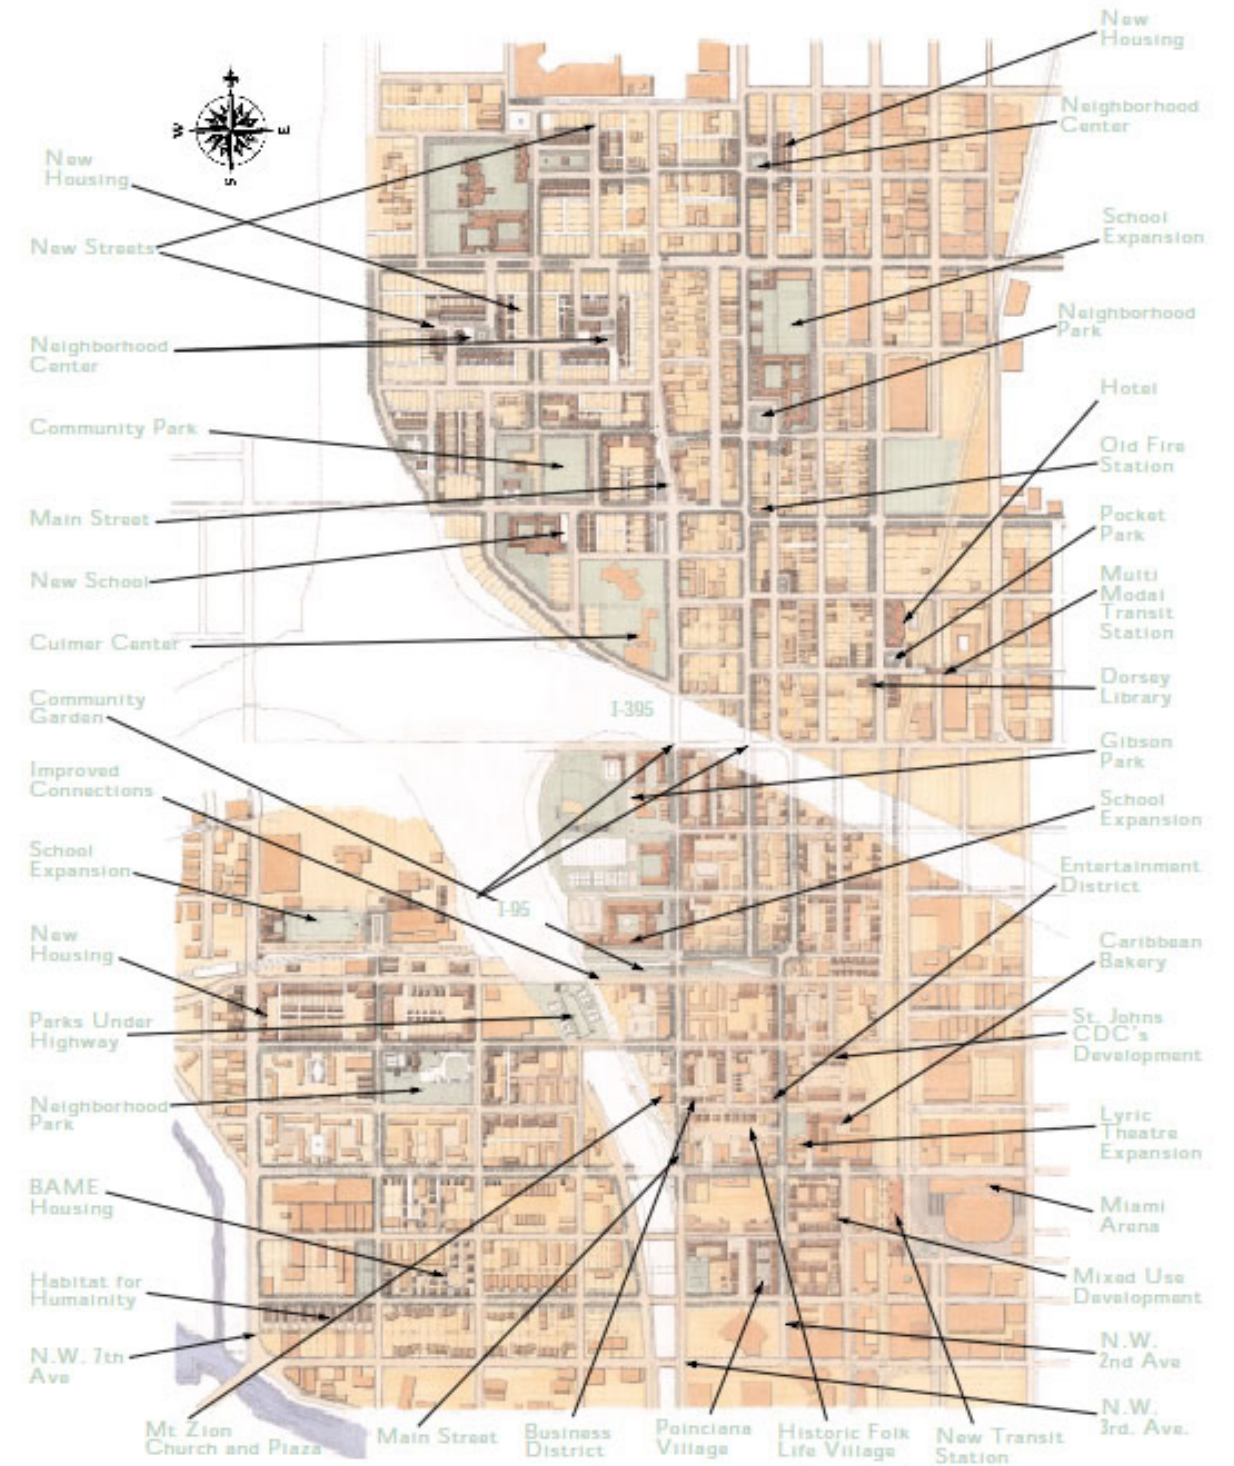 New
Housing
Neighborhood
Center
W
E
S
New
Housing
New Streets
School
Expansion
Neighborhood
Park
Neighborhood
Center
Hotel
Community Park
Old Fire
Station
Main Street
Pocket
Park
New School
Multi
Modal
Transit
Station
Culmer Center
Dorsey
Library
Community
Garden
I-395
Gibson
Park
Improved
Connections
School
Expansion
School
Expansion
Entertainment
District
I-95
New
Housing
Caribbean
Bakery
Parks Under
Highway
St. Johns
CDC's
Development
Neighborhood
Park
Lyric
Theatre
Expansion
BAME
Housing
Miami
Arena
Habitat for
Humainity
Mixed Use
Development
N.W. 7th
Ave
N.W.
2nd Ave
N.W.
3rd. Ave.
Mt. Zion
Church and Plaza
Main Street
Business
District
Poinciana
Village
Historic Folk
Life Village
New Transit
Station